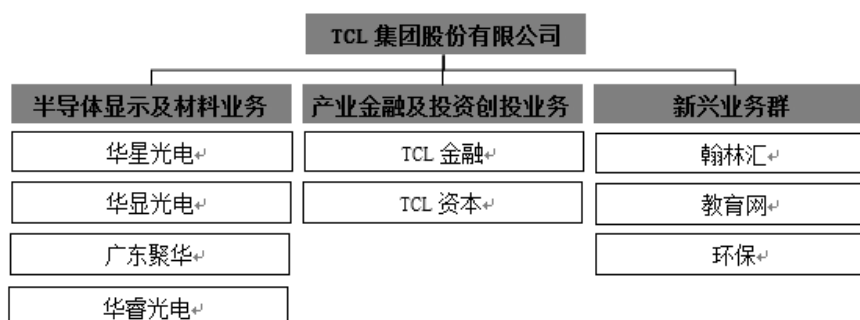 TCL 集团股份有限公司
半导体显示及材料业务
产业金融及投资创投业务
新兴业务群
华星光电
TCL 金融
翰林汇
华显光电
TCL 资本
教育网
广东聚华
环保
华睿光电